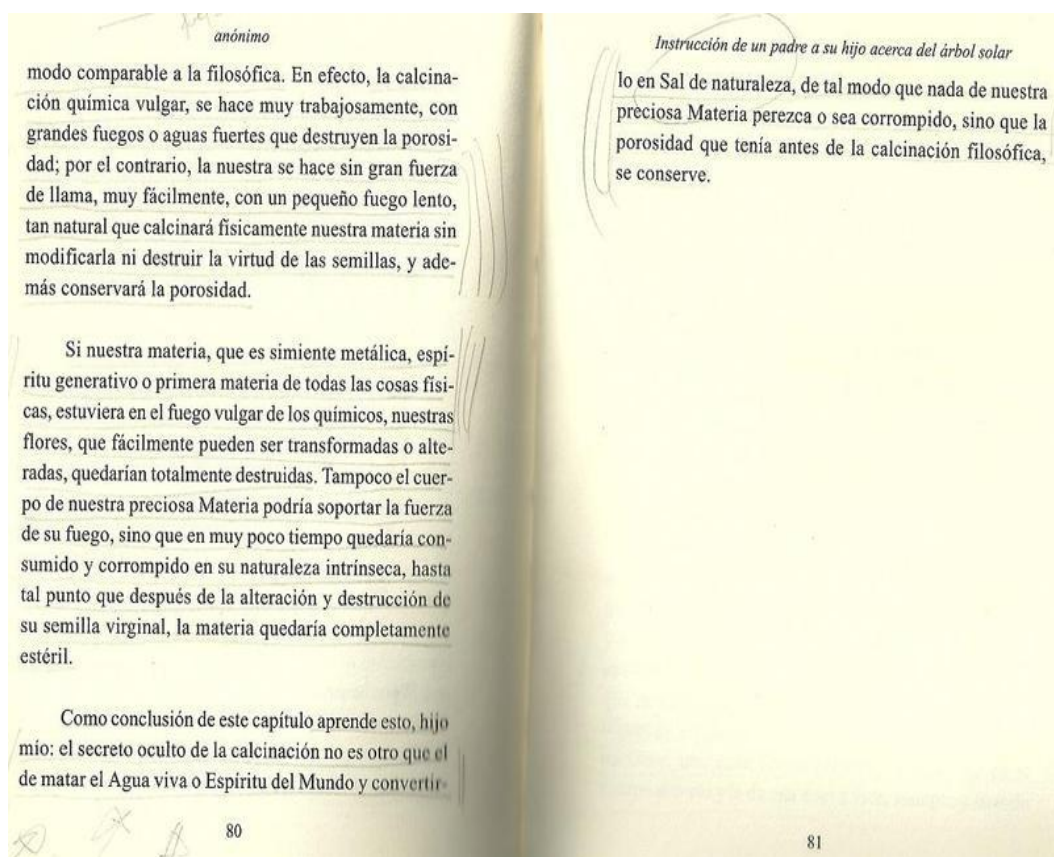 anónimo
modo comparable a la filosófica. En efecto, la calcina-
ción química vulgar, se hace muy trabajosamente, con
grandes fuegos o aguas fuertes que destruyen la porosi-
dad; por el contrario, la nuestra se hace sin gran fuerza
de llama, muy fácilmente, con un pequeño fuego lento,
tan natural que calcinará físicamente nuestra materia sin
modificarla ni destruir la virtud de las semillas, y ade-
más conservará la porosidad.
Si nuestra materia, que es simiente metálica, espí-
ritu generativo o primera materia de todas las cosas físi-
cas, estuviera en el fuego vulgar de los químicos, nuestras
flores, que fácilmente pueden ser transformadas o alte-
radas, quedarían totalmente destruidas. Tampoco el cuer-
po de nuestra preciosa Materia podría soportar la fuerza
de su fuego, sino que en muy poco tiempo quedaría con-
sumido y corrompido en su naturaleza intrínseca, hasta
tal punto que después de la alteración y destrucción de
su semilla virginal, la materia quedaría completamente
estéril.
Como conclusión de este capítulo aprende esto, hijo
mío: el secreto oculto de la calcinación no es otro que el
de matar el Agua viva o Espíritu del Mundo y convertir-
80
Instrucción de un padre a su hijo acerca del árbol solar
lo en Sal de naturaleza, de tal modo que nada de nuestra
preciosa Materia perezca o sea corrompido, sino que la
porosidad que tenía antes de la calcinación filosófica,
se conserve.
81